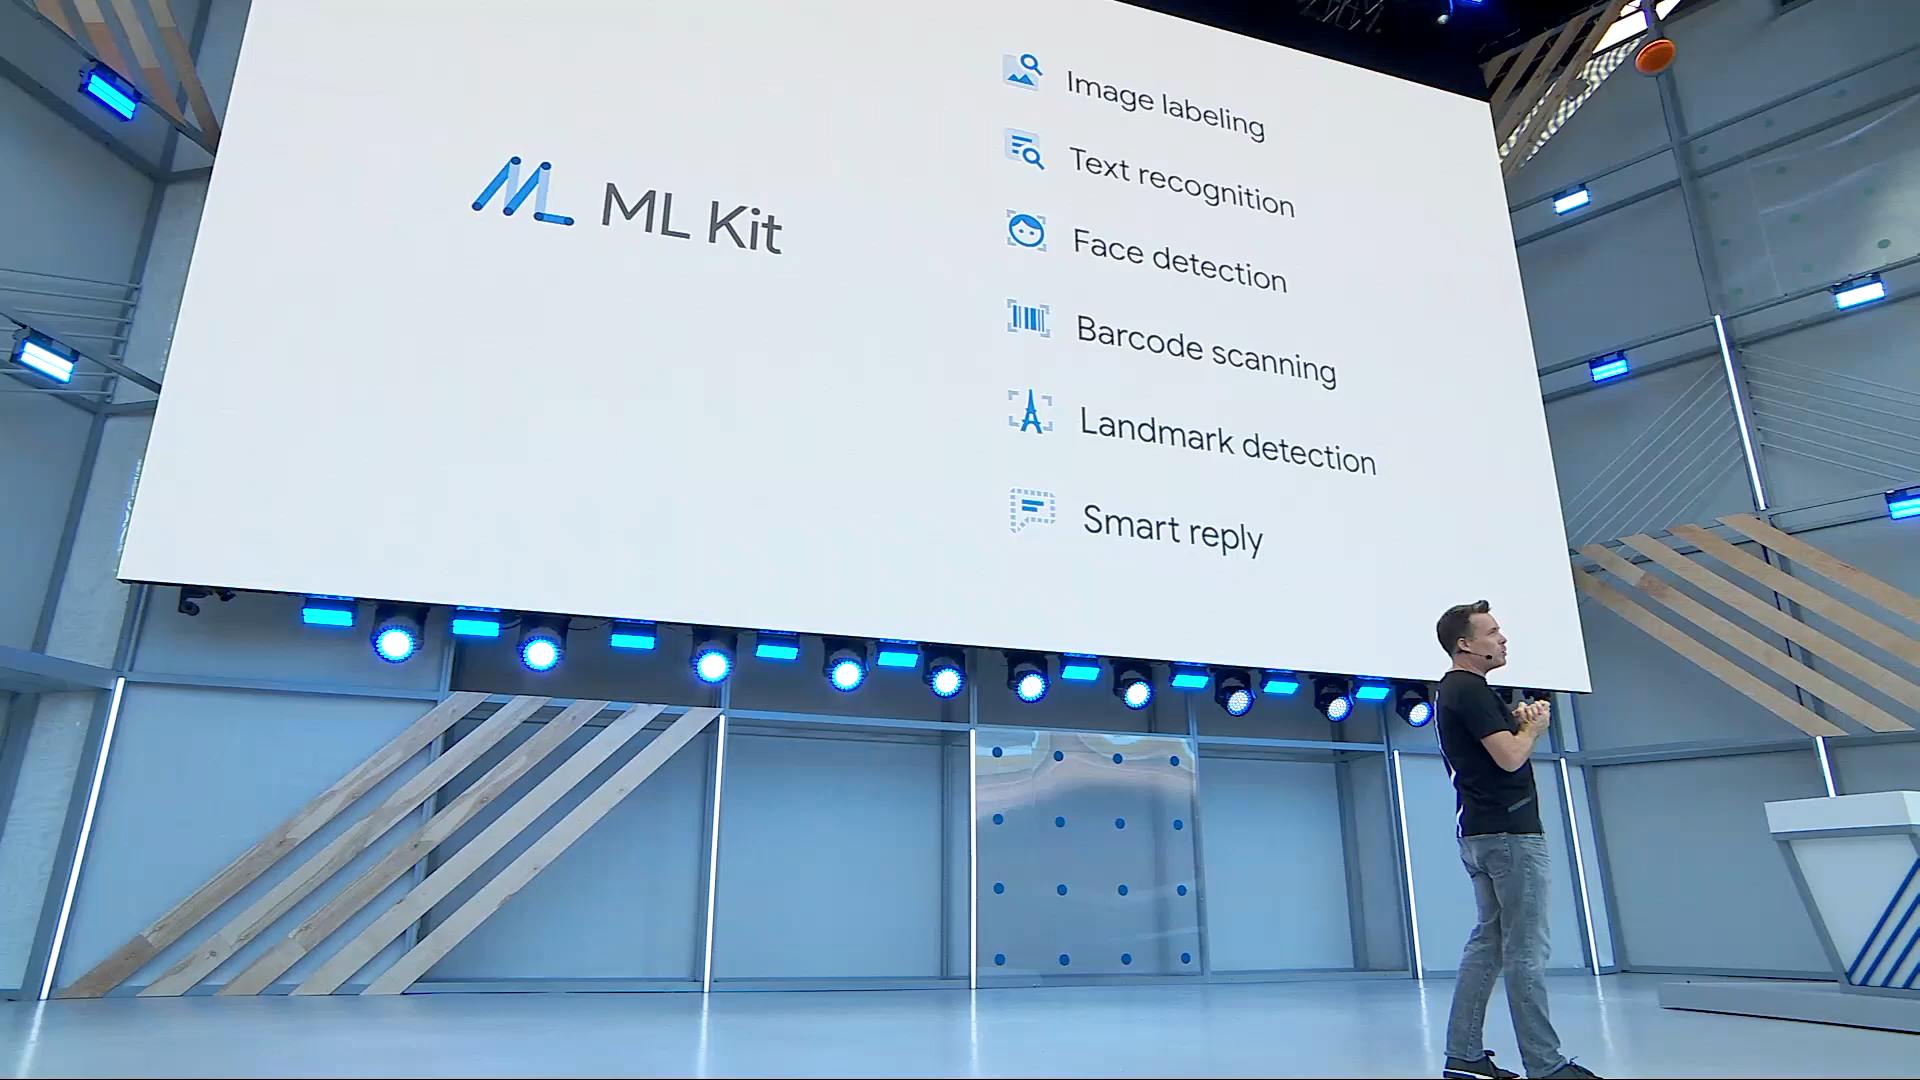 ML Kit
Image labeling
Text recognition
Face detection
Barcode scanning
Landmark detection
Smart reply